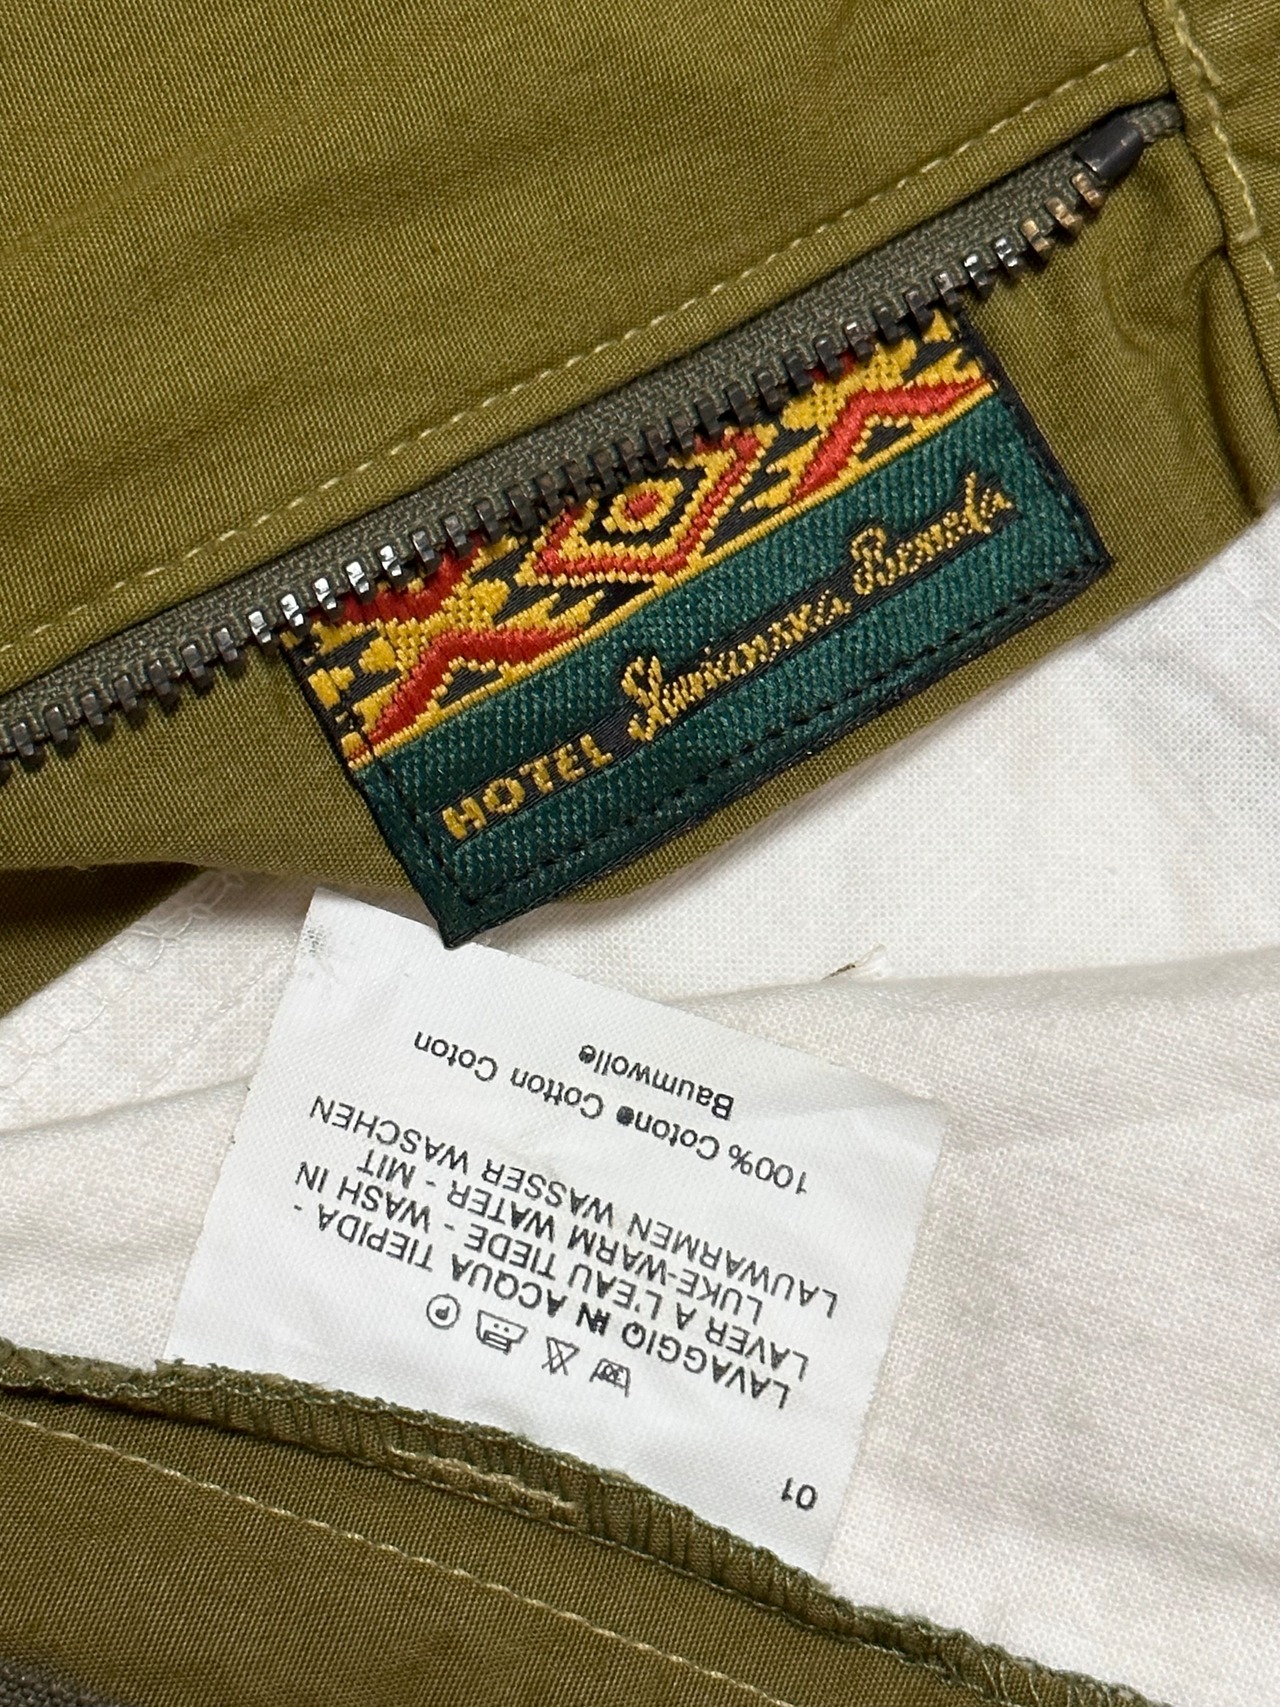 HOTEL
01
P
LAVAGGIO IN ACQUA TIEPIDA -
LAVER A L'EAU TIEDE - WASH IN
LUKE-WARM WATER - MIT
LAUWARMEN WASSER WASCHEN
100% Cotone Cotton Coton
Baumwolle